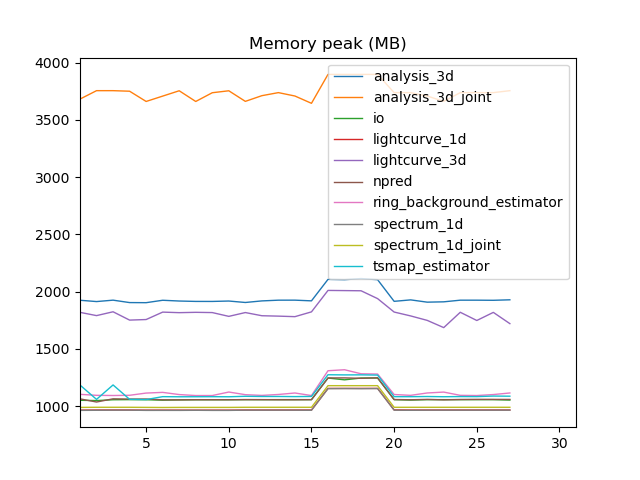 Memory peak (MB)
4000
3500
3000
2500
2000
1500
1000
analysis_3d
analysis_3d_joint
io
lightcurve_1d
lightcurve_3d
npred
ring_background_estimator
spectrum_1d
spectrum_1d_joint
tsmap_estimator
5 10 15 20 25 30